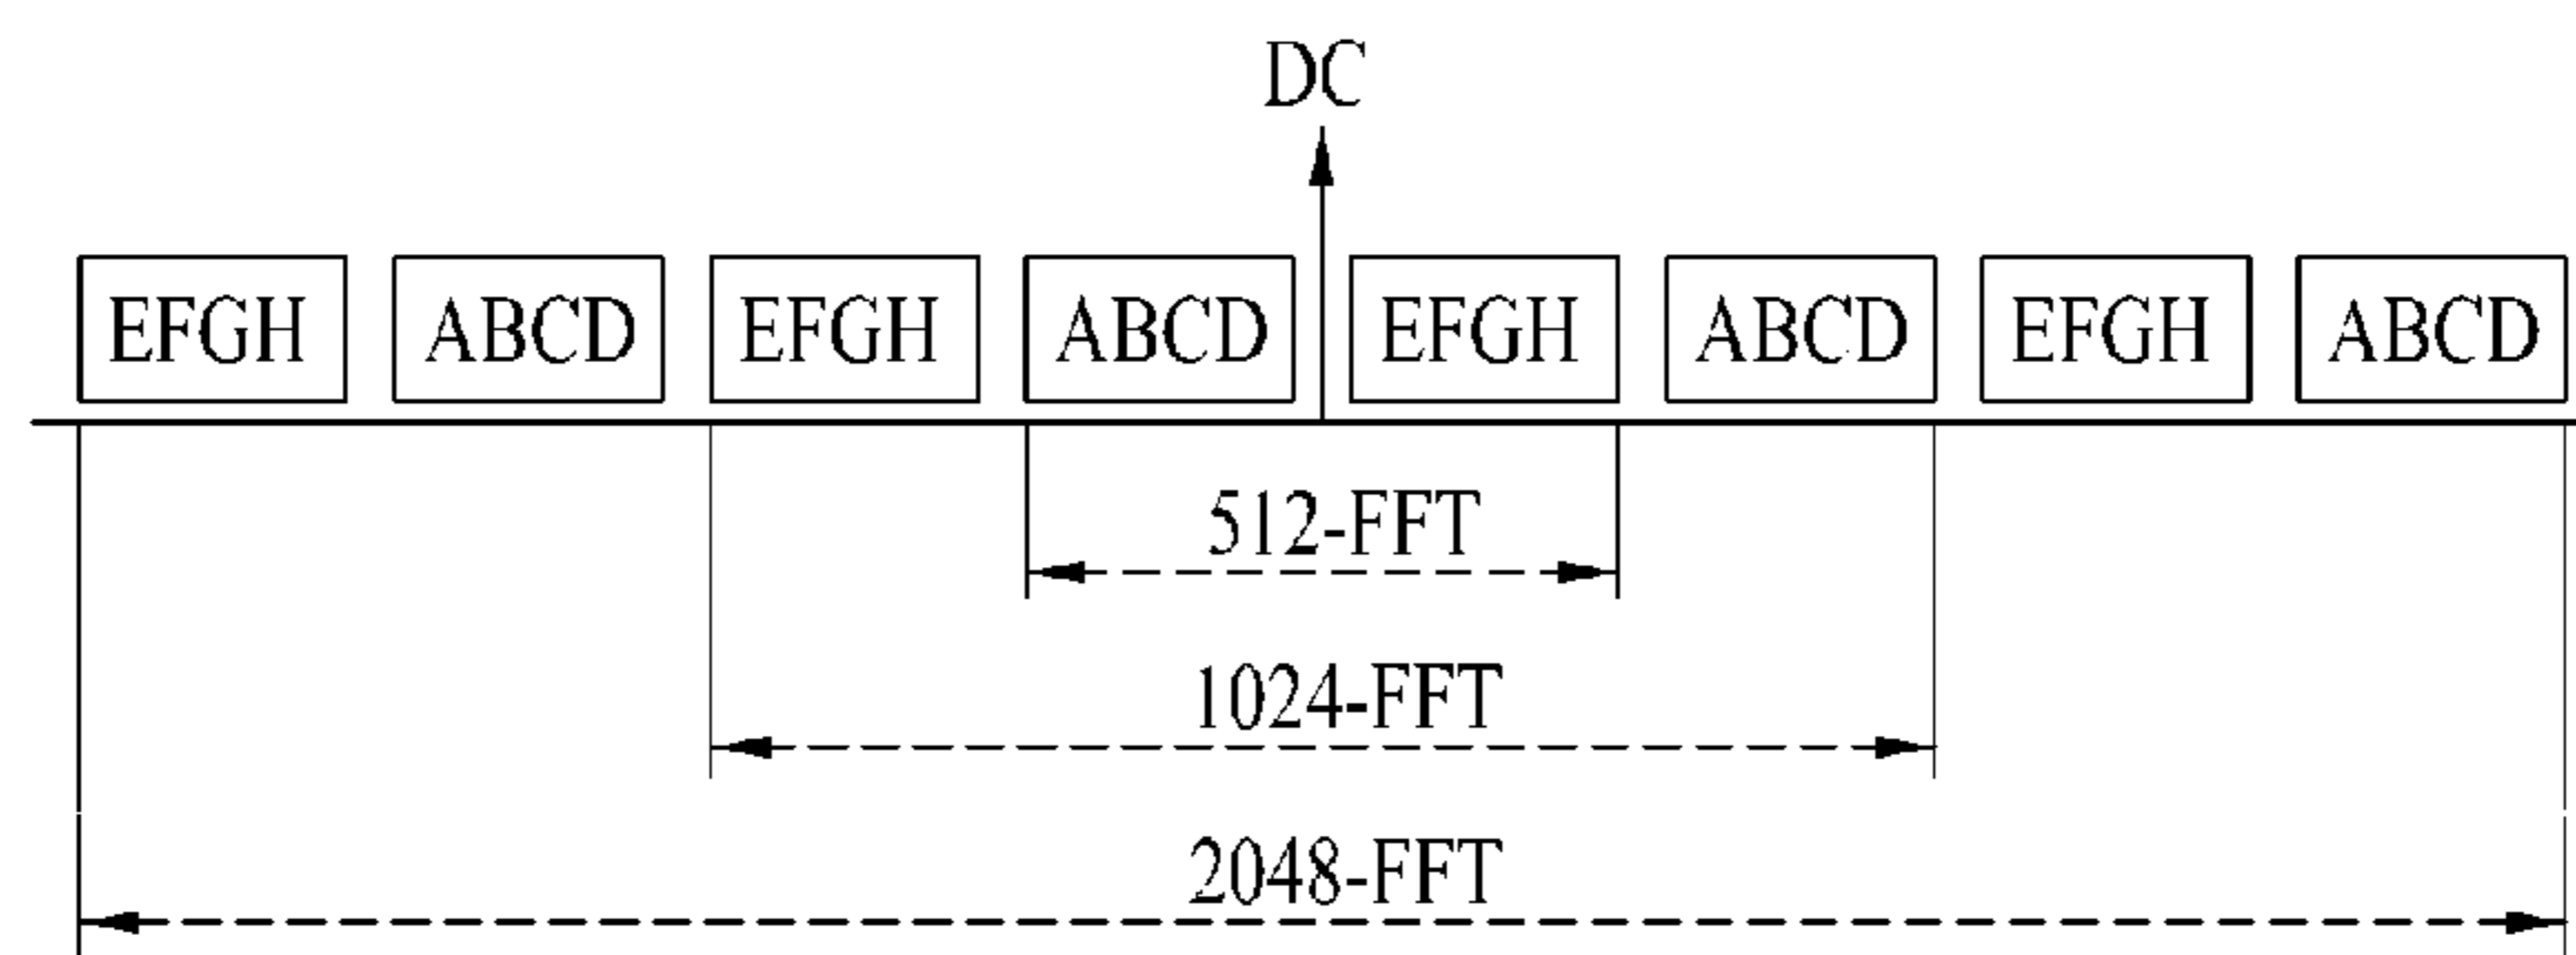 DC
EFGH ABCD EFGH ABCD EFGH ABCD EFGH ABCD
512-FFT
1024-FFT
2048-FFT